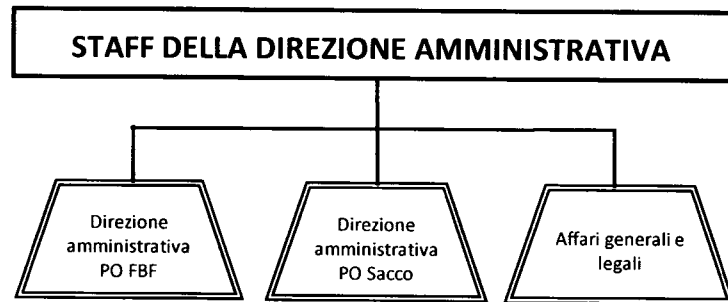 STAFF DELLA DIREZIONE AMMINISTRATIVA
Direzione
amministrativa
PO FBF
Direzione
amministrativa
PO Sacco
Affari generali e
legali